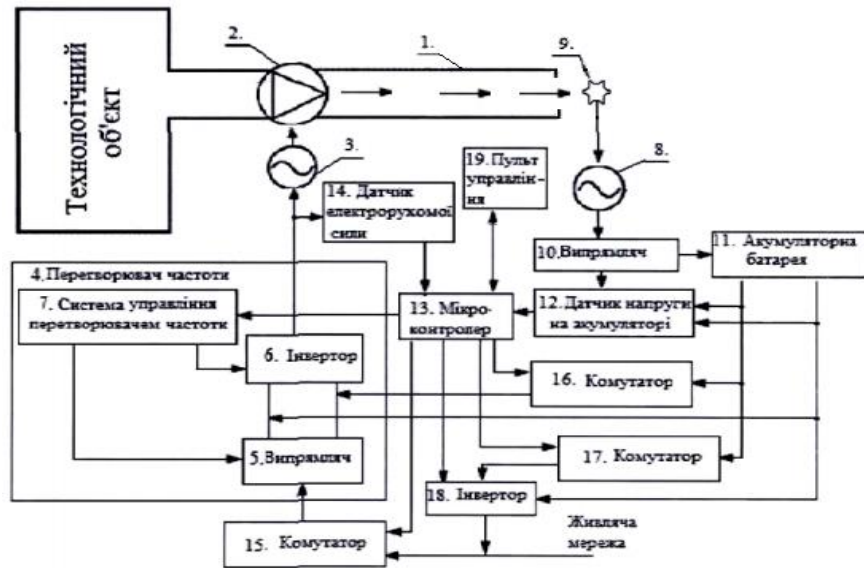 2.
1.
9.
Технологічний
об'єкт
3.
8.
19.Пульт
управлін-
ня
14. Датчик
електрорухомої
сили
10.Випрямляч
11. Акумуляторна
батарея
4.Перетворювач частоти
7. Система управління
перетворювачем частоти
13. Мікро-
контролер
12.Датчик напруги
на акумуляторі
6. Інвертор
16. Комутатор
5.Випрямляч
17. Комутатор
18. Інвертор
15. Комутатор
Живляча
мережа